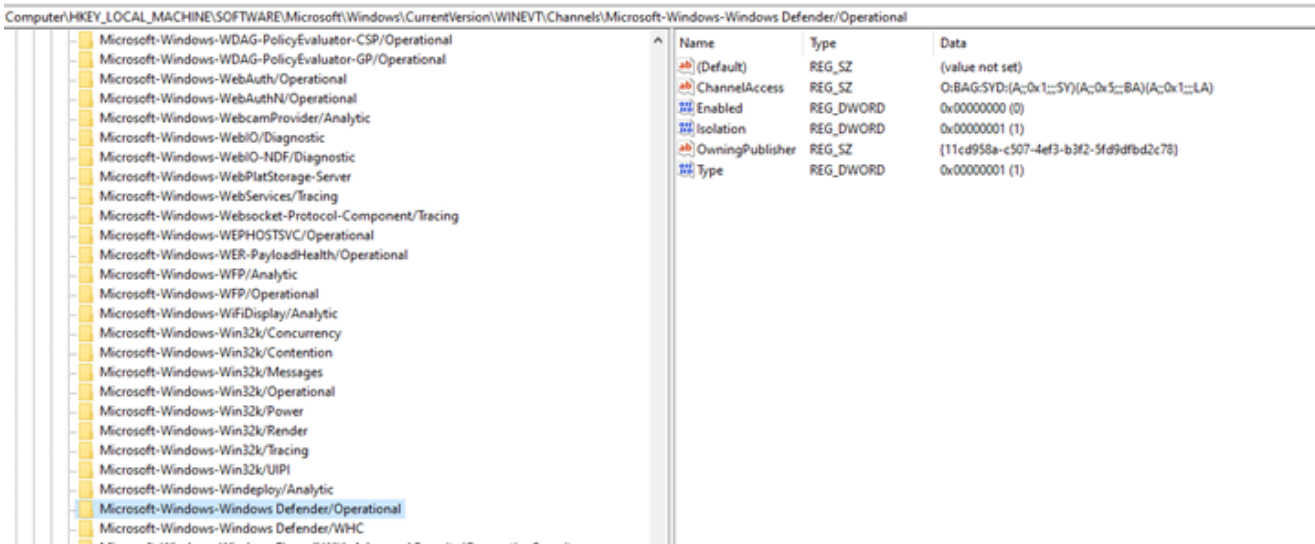 Computer\HKEY_LOCAL_MACHINE\SOFTWARE\Microsoft\Windows\CurrentVersion\WINEVT\Channels\Microsoft-Windows-Windows Defender/Operational
Microsoft-Windows-WDAG-PolicyEvaluator-CSP/Operational
Microsoft-Windows-WDAG-PolicyEvaluator-GP/Operational
Microsoft-Windows-WebAuth/Operational
Microsoft-Windows-WebAuthN/Operational
Microsoft-Windows-WebcamProvider/Analytic
Microsoft-Windows-WebIO/Diagnostic
Microsoft-Windows-WebIO-NDF/Diagnostic
Microsoft-Windows-WebPlatStorage-Server
Microsoft-Windows-WebServices/Tracing
Microsoft-Windows-Websocket-Protocol-Component/Tracing
Microsoft-Windows-WEPHOSTSVC/Operational
Microsoft-Windows-WER-PayloadHealth/Operational
Microsoft-Windows-WFP/Analytic
Microsoft-Windows-WFP/Operational
Microsoft-Windows-WiFiDisplay/Analytic
Microsoft-Windows-Win32k/Concurrency
Microsoft-Windows-Win32k/Contention
Microsoft-Windows-Win32k/Messages
Microsoft-Windows-Win32k/Operational
Microsoft-Windows-Win32k/Power
Microsoft-Windows-Win32k/Render
Microsoft-Windows-Win32k/Tracing
Microsoft-Windows-Win32k/UIPI
Microsoft-Windows-Windeploy/Analytic
Microsoft-Windows-Windows Defender/Operational
Microsoft-Windows-Windows Defender/WHC
Name Type Data
(Default) REG_SZ (value not set)
ChannelAccess REG_SZ O:BAG:SYD:(A;;0x1;;;SY)(A;;0x5;;;BA)(A;;0x1;;;LA)
Enabled REG_DWORD 0x00000000 (0)
Isolation REG_DWORD 0x00000001 (1)
OwningPublisher REG_SZ {11cd958a-c507-4ef3-b3f2-5fd9dfbd2c78}
Type REG_DWORD 0x00000001 (1)